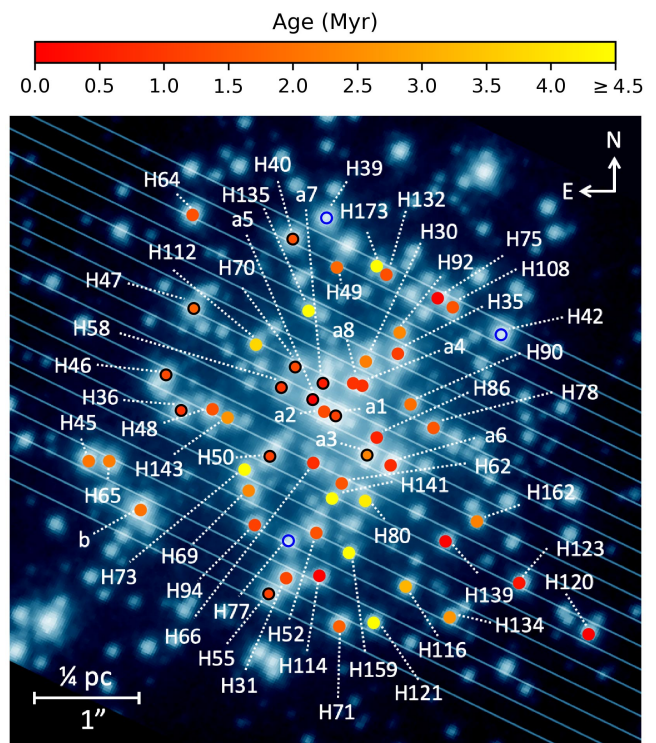 Age (Myr)
0.0 0.5 1.0 1.5 2.0 2.5 3.0 3.5 4.0 ≥ 4.5
N
E
H40
H39
H64
H135
a7
H173
H132
a5
H30
H112
H75
H70
H92
H108
H47
H49
H35
H58
a8
H42
a4
H90
H46
H86
H36
H78
a2
a1
H45
H48
a3
a6
H143
H50
H62
H65
H141
H162
b
H80
H73
H69
H123
H94
H139
H120
H77
H134
H66
H52
H116
H55
H114
H159
¼ pc
H31
H121
H71
1”